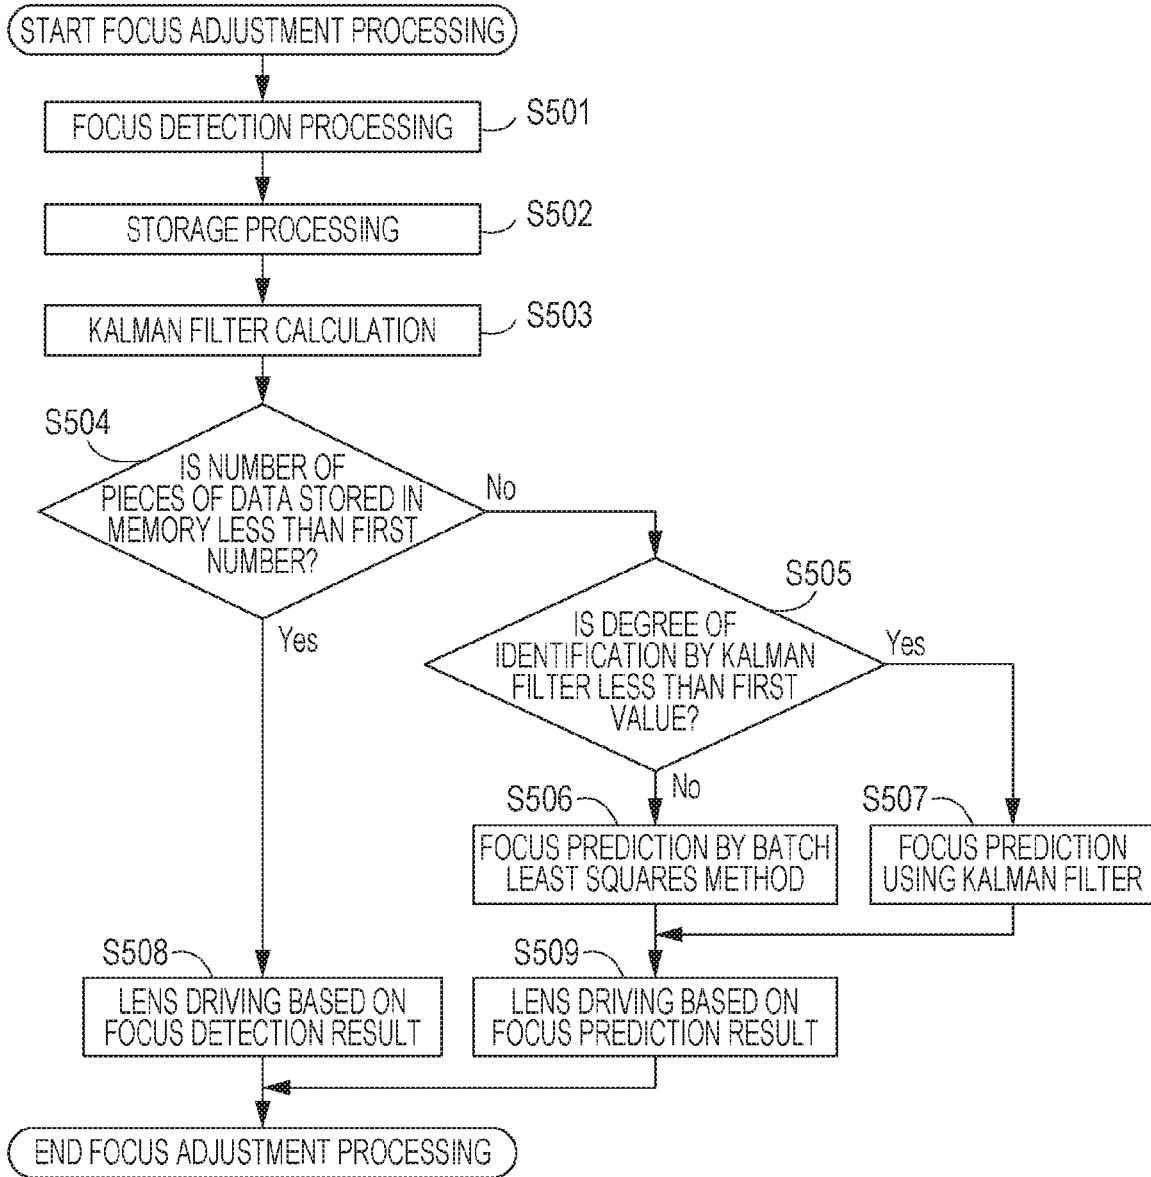 START FOCUS ADJUSTMENT PROCESSING
FOCUS DETECTION PROCESSING
S501
STORAGE PROCESSING
S502
KALMAN FILTER CALCULATION
S503
S504
IS NUMBER OF
PIECES OF DATA STORED IN
MEMORY LESS THAN FIRST
NUMBER?
No
Yes
S505
IS DEGREE OF
IDENTIFICATION BY KALMAN
FILTER LESS THAN FIRST
VALUE?
Yes
No
S506
FOCUS PREDICTION BY BATCH
LEAST SQUARES METHOD
S507
FOCUS PREDICTION
USING KALMAN FILTER
S508
LENS DRIVING BASED ON
FOCUS DETECTION RESULT
S509
LENS DRIVING BASED ON
FOCUS PREDICTION RESULT
END FOCUS ADJUSTMENT PROCESSING